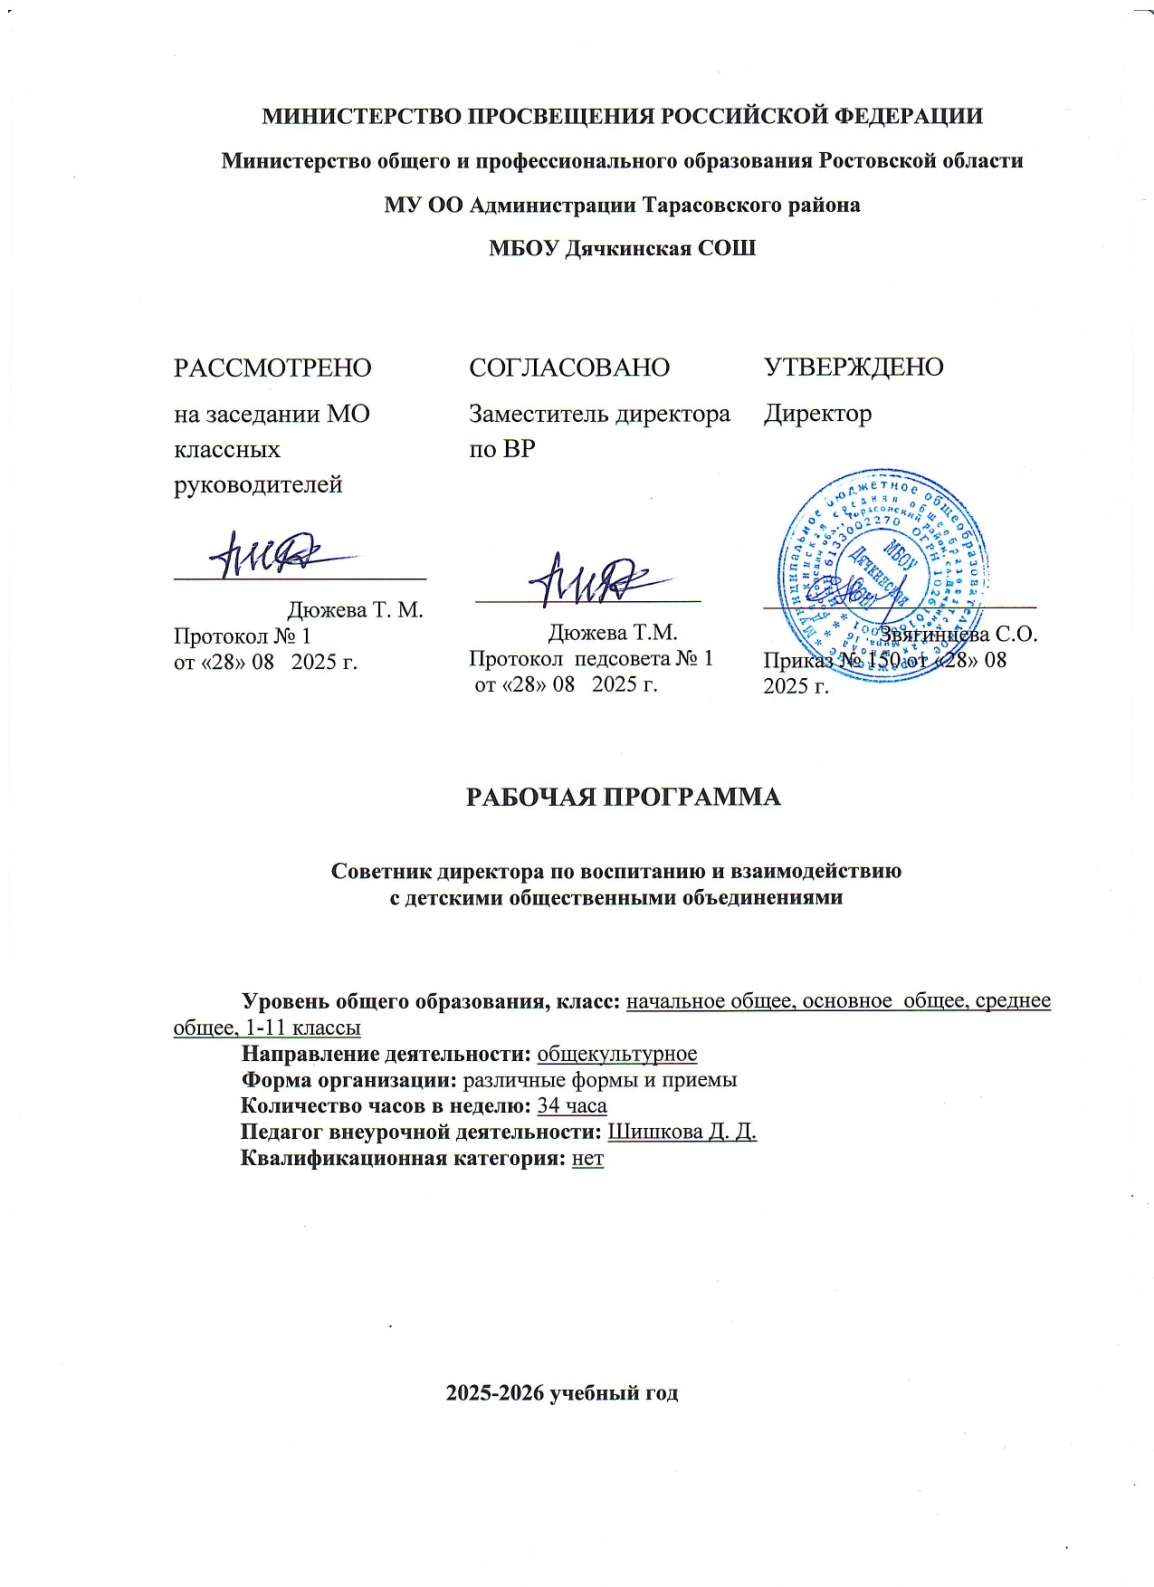 МИНИСТЕРСТВО ПРОСВЕЩЕНИЯ РОССИЙСКОЙ ФЕДЕРАЦИИ
Министерство общего и профессионального образования Ростовской области
МУ ОО Администрации Тарасовского района
МБОУ Дячкинская СОШ
РАССМОТРЕНО
на заседании МО
классных
руководителей
Дюжева Т. М.
Протокол № 1
от «28» 08 2025 г.
СОГЛАСОВАНО
Заместитель директора
по ВР
Дюжева Т.М.
Протокол педсовета № 1
от «28» 08 2025 г.
УТВЕРЖДЕНО
Директор
Звягинцева С.О.
Приказ № 150 от «28» 08
2025 г.
МБОУ
Дячкинская
СОШ
РАБОЧАЯ ПРОГРАММА
Советник директора по воспитанию и взаимодействию
с детскими общественными объединениями
Уровень общего образования, класс: начальное общее, основное общее, среднее
общее, 1-11 классы
Направление деятельности: общекультурное
Форма организации: различные формы и приемы
Количество часов в неделю: 34 часа
Педагог внеурочной деятельности: Шишкова Д. Д.
Квалификационная категория: нет
2025-2026 учебный год